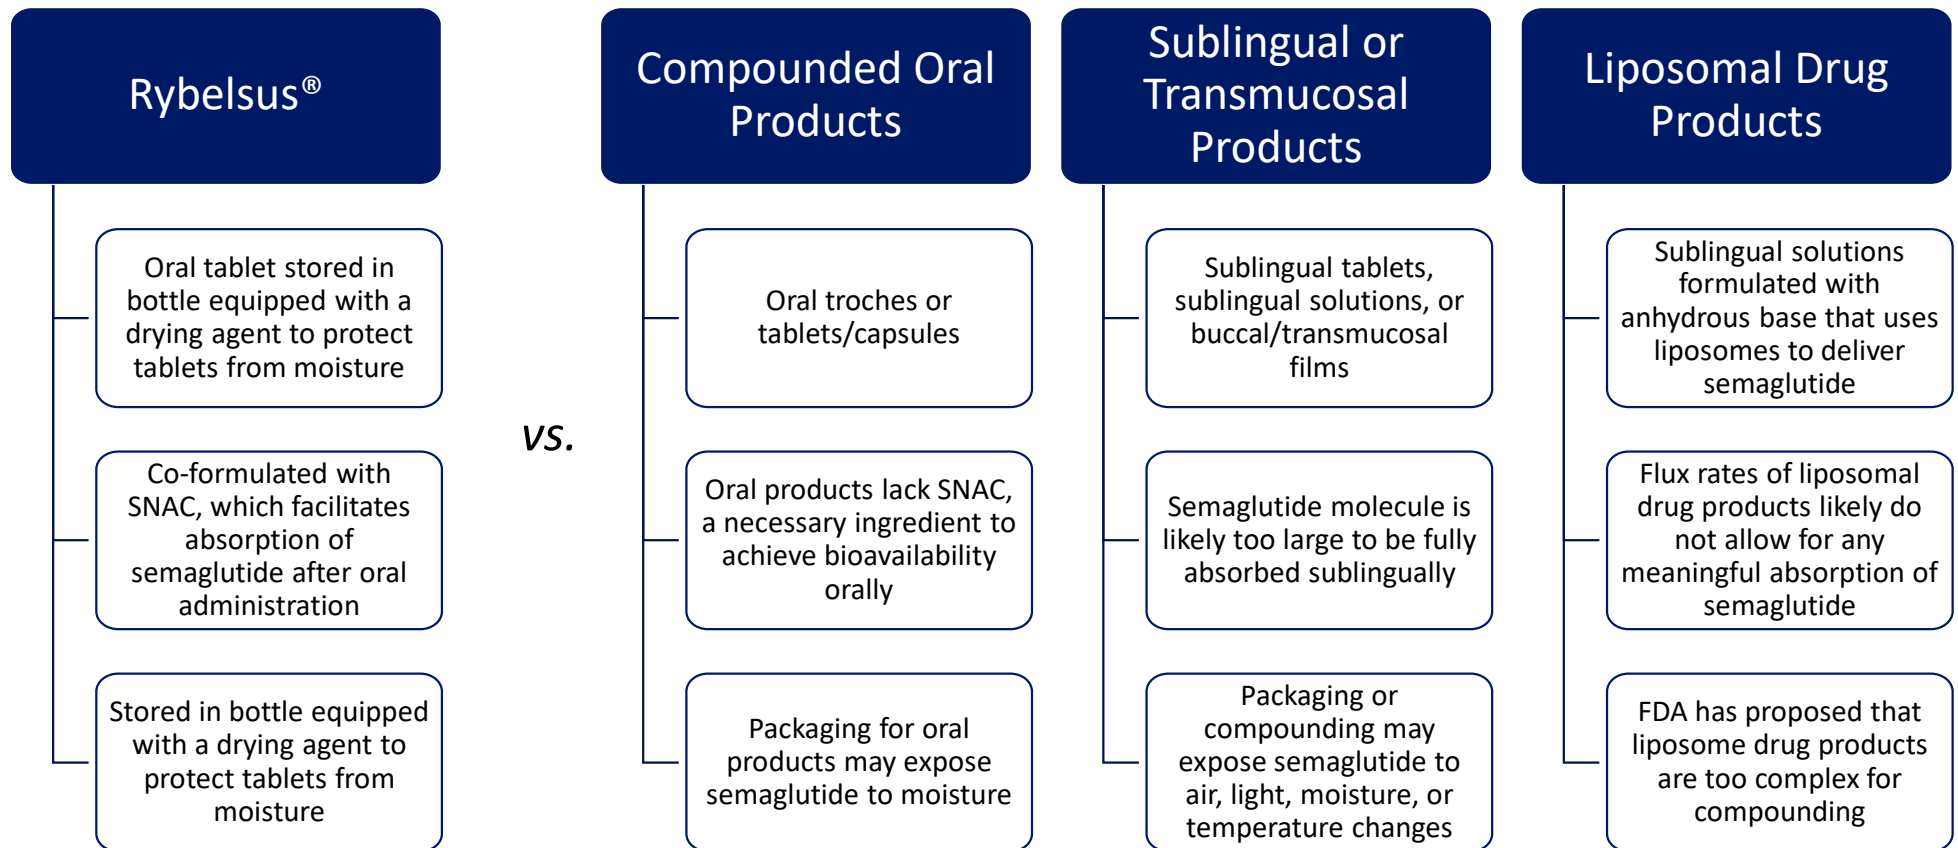 Rybelsus®
Oral tablet stored in
bottle equipped with a
drying agent to protect
tablets from moisture
Co-formulated with
SNAC, which facilitates
absorption of
semaglutide after oral
administration
Stored in bottle equipped
with a drying agent to
protect tablets from
moisture
vs.
Compounded Oral
Products
Oral troches or
tablets/capsules
Oral products lack SNAC,
a necessary ingredient to
achieve bioavailability
orally
Packaging for oral
products may expose
semaglutide to moisture
Sublingual or
Transmucosal
Products
Sublingual tablets,
sublingual solutions, or
buccal/transmucosal
films
Semaglutide molecule is
likely too large to be fully
absorbed sublingually
Packaging or
compounding may
expose semaglutide to
air, light, moisture, or
temperature changes
Liposomal Drug
Products
Sublingual solutions
formulated with
anhydrous base that uses
liposomes to deliver
semaglutide
Flux rates of liposomal
drug products likely do
not allow for any
meaningful absorption of
semaglutide
FDA has proposed that
liposome drug products
are too complex for
compounding